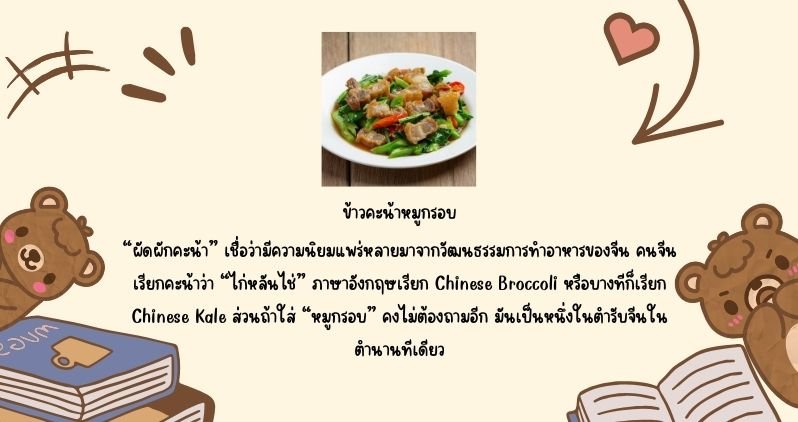 ข้าวคะน้าหมูกรอบ
“ผัดผักคะน้า” เชื่อว่ามีความนิยมแพร่หลายมาจากวัฒนธรรมการทำอาหารของจีน คนจีน
เรียกคะน้าว่า “ไก่หลันไช่” ภาษาอังกฤษเรียก Chinese Broccoli หรือบางทีก็เรียก
Chinese Kale ส่วนถ้าใส่ “หมูกรอบ” คงไม่ต้องถามอีก มันเป็นหนึ่งในตำรับจีนใน
ตำนานทีเดียว